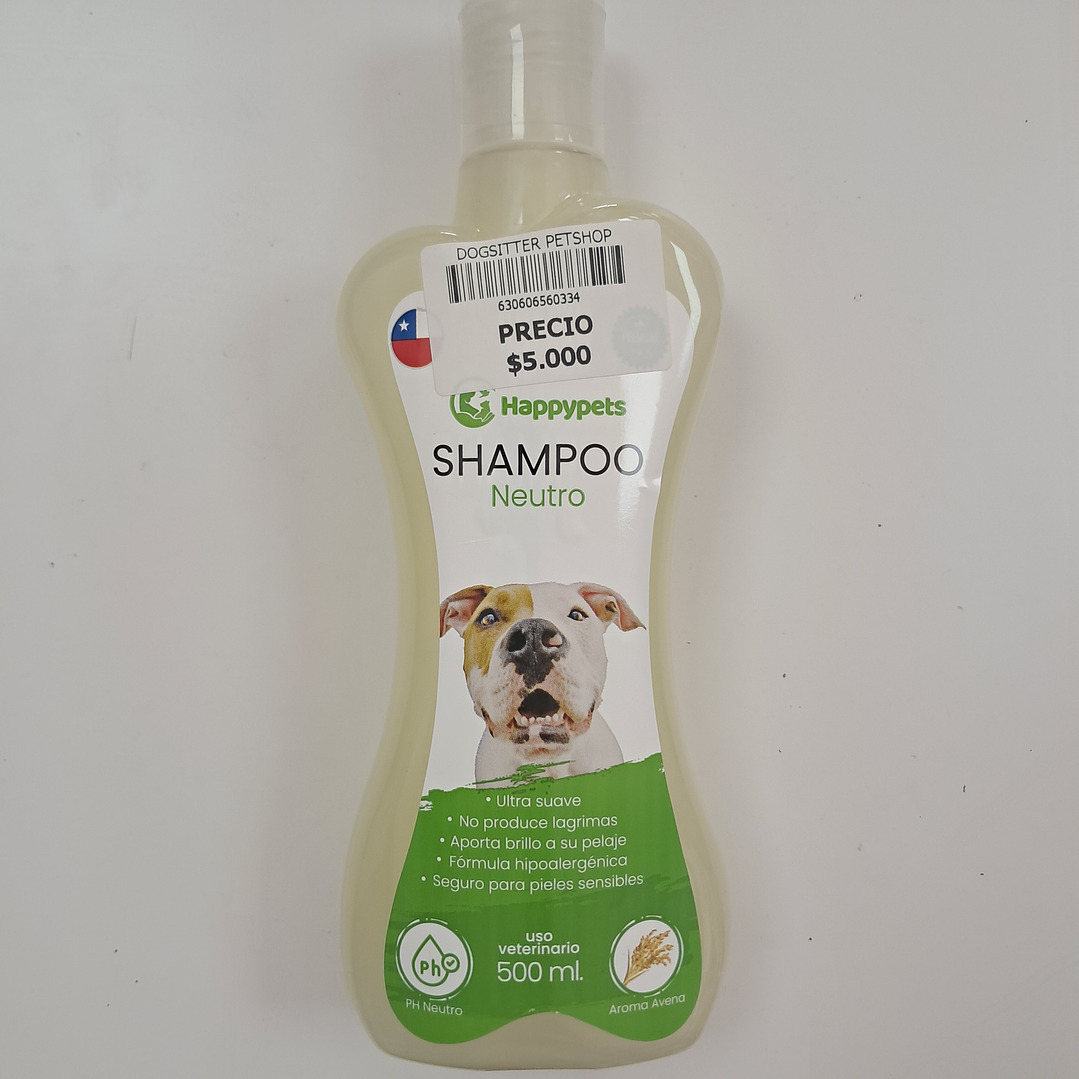 DOGSITTER PETSHOP
630606560334
PRECIO
$5.000
Happypets
SHAMPOO
Neutro
• Ultra suave
• No produce lagrimas
• Aporta brillo a su pelaje
• Fórmula hipoalergénica
• Seguro para pieles sensibles
Ph
uso
veterinario
500 ml.
PH Neutro
Aroma Avena